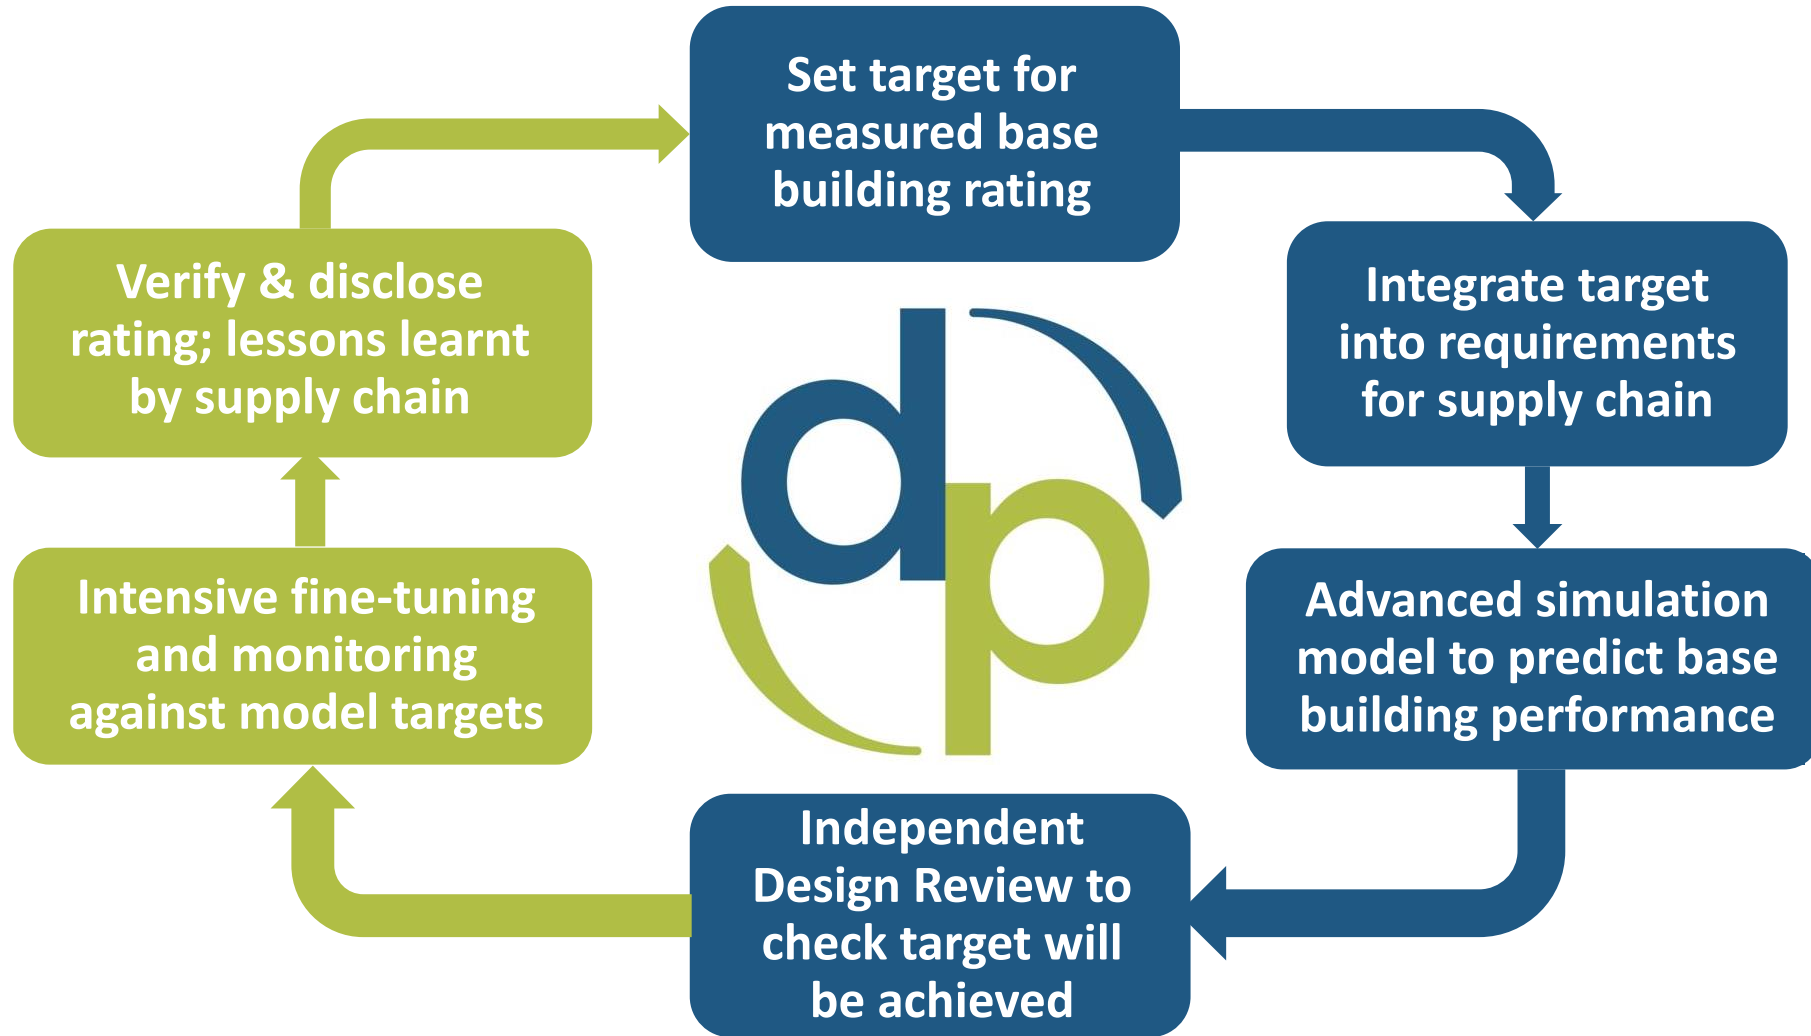 Set target for
measured base
building rating
Integrate target
into requirements
for supply chain
Advanced simulation
model to predict base
building performance
Independent
Design Review to
check target will
be achieved
Intensive fine-tuning
and monitoring
against model targets
Verify & disclose
rating; lessons learnt
by supply chain
dp